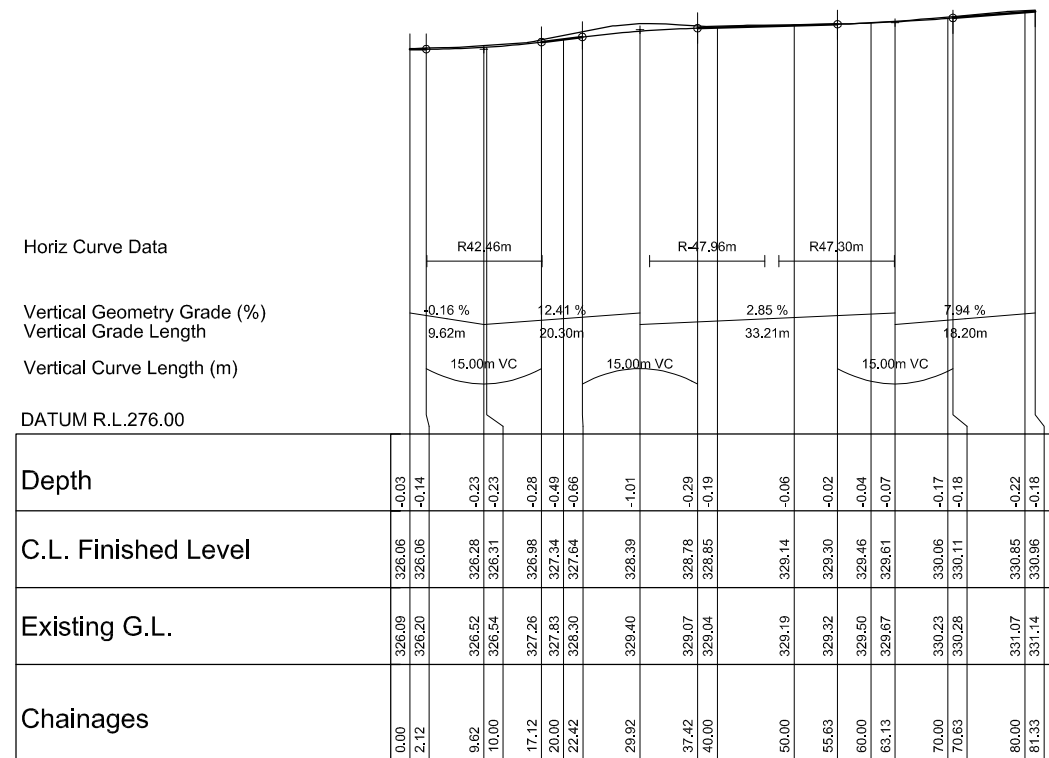 Horiz Curve Data R42.46m R-47.96m R47.30m
Vertical Geometry Grade (%) -0.16 % 12.41 % 2.85 % 7.94 %
Vertical Grade Length 9.62m 20.30m 33.21m 18.20m
Vertical Curve Length (m) 15.00m VC 15.00m VC 15.00m VC
DATUM R.L.276.00
Depth -0.03 -0.14 -0.23 -0.23 -0.28 -0.49 -0.66 -1.01 -0.29 -0.19 -0.06 -0.02 -0.04 -0.07 -0.17 -0.18 -0.22 -0.18
C.L. Finished Level 326.06 326.06 326.28 326.31 326.98 327.34 327.64 328.39 328.78 328.85 329.14 329.30 329.46 329.61 330.06 330.11 330.85 330.96
Existing G.L. 326.09 326.20 326.52 326.54 327.26 327.83 328.30 329.40 329.07 329.04 329.19 329.32 329.50 329.67 330.23 330.28 331.07 331.14
Chainages 0.00 2.12 9.62 10.00 17.12 20.00 22.42 29.92 37.42 40.00 50.00 55.63 60.00 63.13 70.00 70.63 80.00 81.33